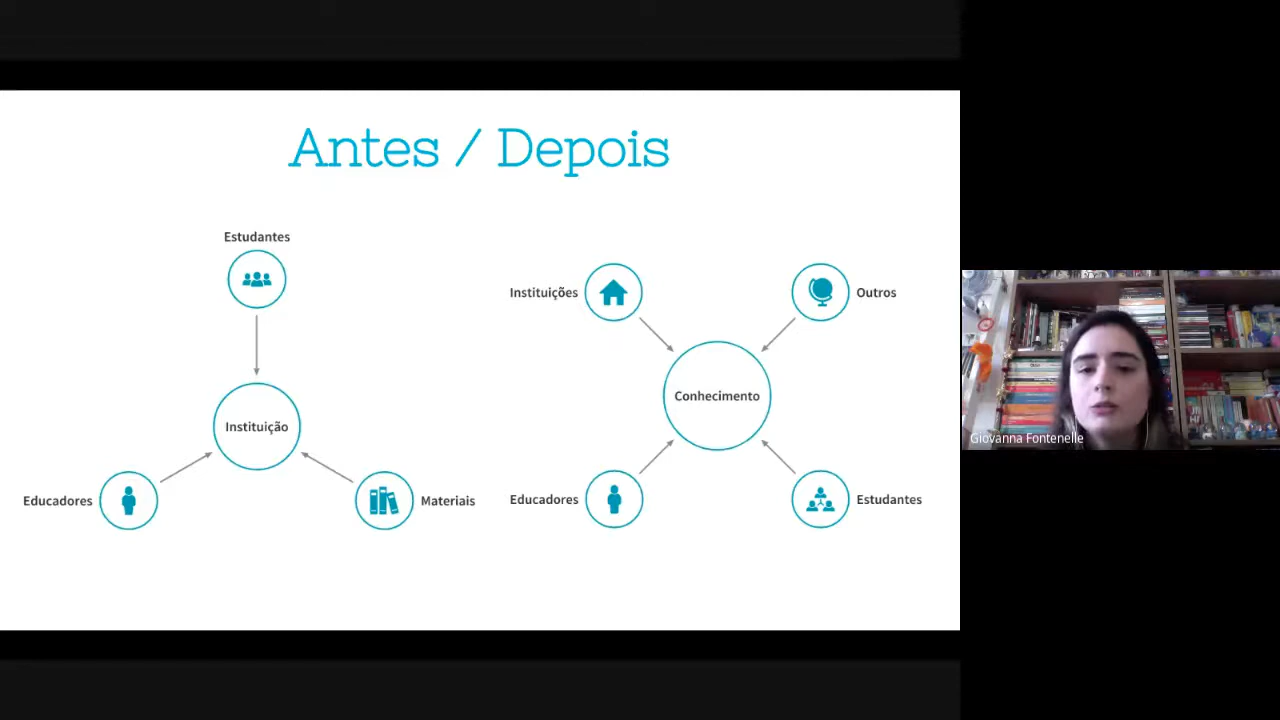 Antes / Depois
Estudantes
Instituição
Educadores
Materiais
Instituições
Outros
Conhecimento
Educadores
Estudantes
Giovanna Fontenelle